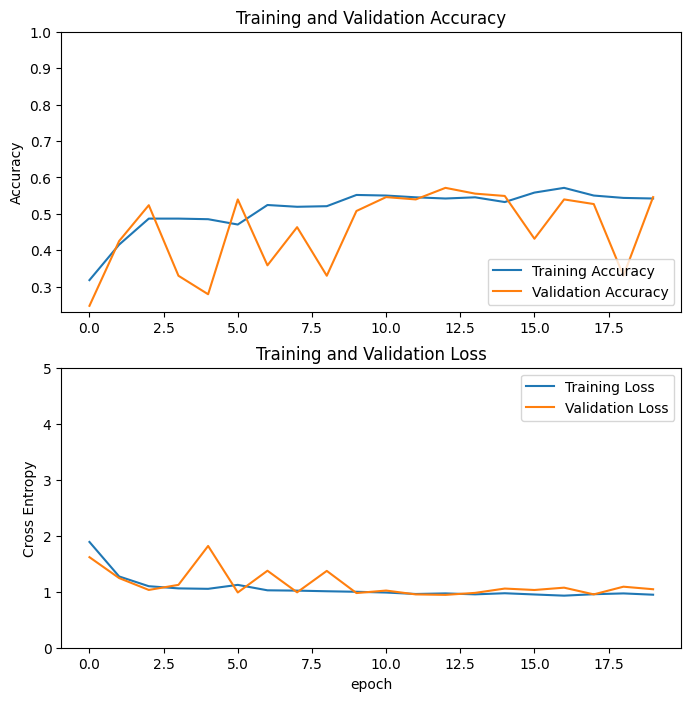 Training and Validation Accuracy
1.0
0.9
0.8
0.7
0.6
0.5
0.4
0.3
Accuracy
Training Accuracy
Validation Accuracy
0.0 2.5 5.0 7.5 10.0 12.5 15.0 17.5
Training and Validation Loss
5
4
3
2
1
0
Cross Entropy
Training Loss
Validation Loss
0.0 2.5 5.0 7.5 10.0 12.5 15.0 17.5
epoch